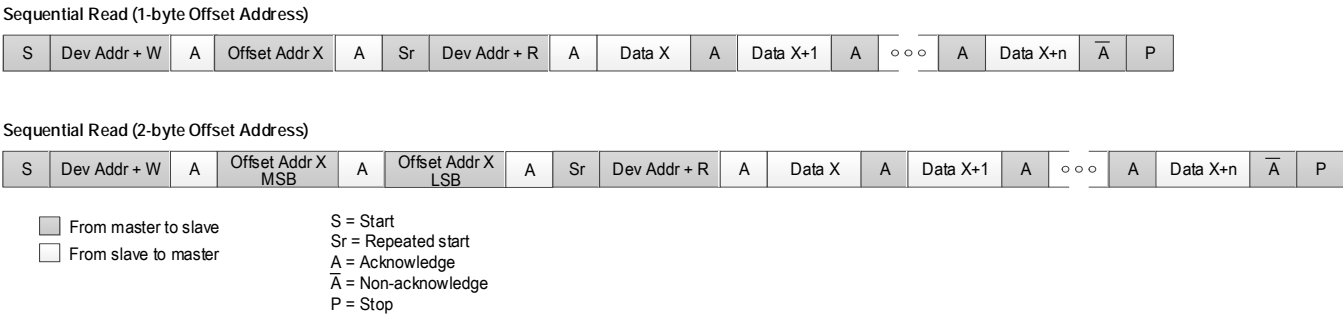 Sequential Read (1-byte Offset Address)
S Dev Addr + W A Offset Addr X A Sr Dev Addr + R A Data X A Data X+1 A ○ ○ ○ A Data X+n A̅ P
Sequential Read (2-byte Offset Address)
S Dev Addr + W A Offset Addr X MSB A Offset Addr X LSB A Sr Dev Addr + R A Data X A Data X+1 A ○ ○ ○ A Data X+n A̅ P
From master to slave
From slave to master
S = Start
Sr = Repeated start
A = Acknowledge
A̅ = Non-acknowledge
P = Stop